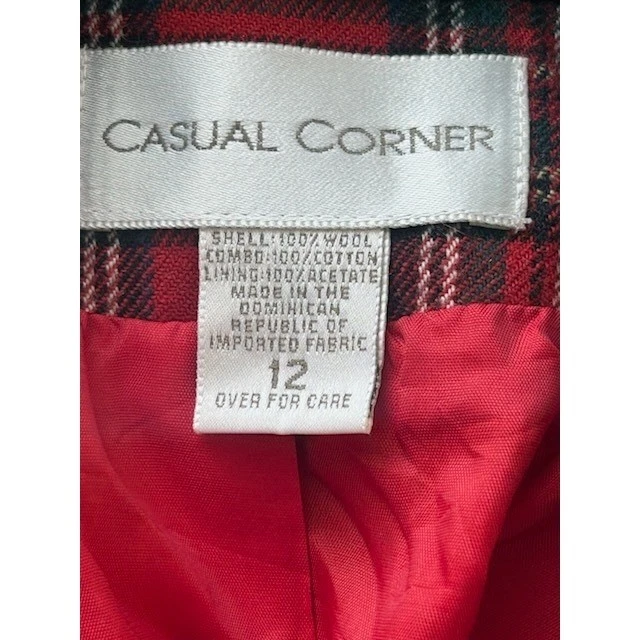 CASUAL CORNER
SHELL:100%WOOL
COMBO:100%COTTON
LINING:100%ACETATE
MADE IN THE
DOMINICAN
REPUBLIC OF
IMPORTED FABRIC
12
OVER FOR CARE